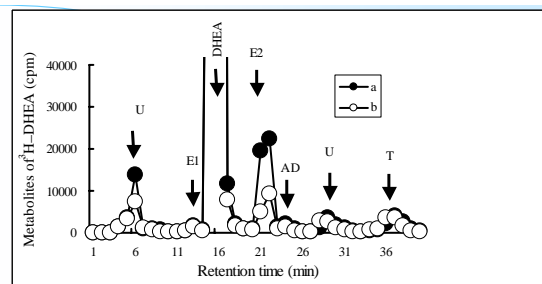 Metabolites of ³H–DHEA (cpm)
40000
30000
20000
10000
0
U
E1
DHEA
E2
AD
U
T
a
b
1 6 11 16 21 26 31 36
Retention time (min)